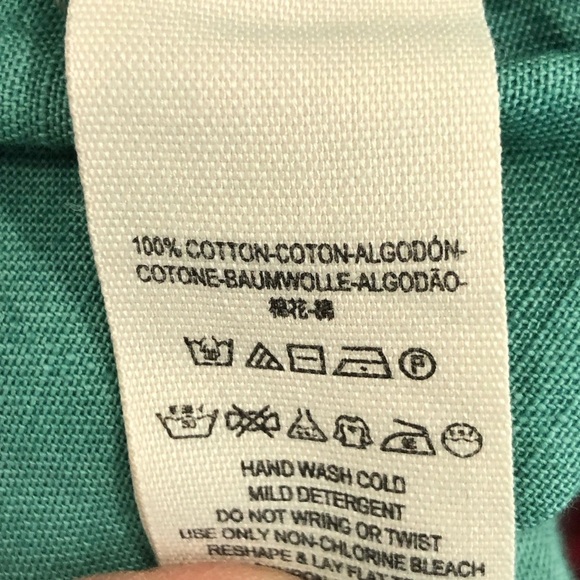 100% COTTON-COTON-ALGODÓN-
COTONE-BAUMWOLLE-ALGODÃO-
棉花-綿
P
HAND WASH COLD
MILD DETERGENT
DO NOT WRING OR TWIST
USE ONLY NON-CHLORINE BLEACH
RESHAPE & LAY FLAT